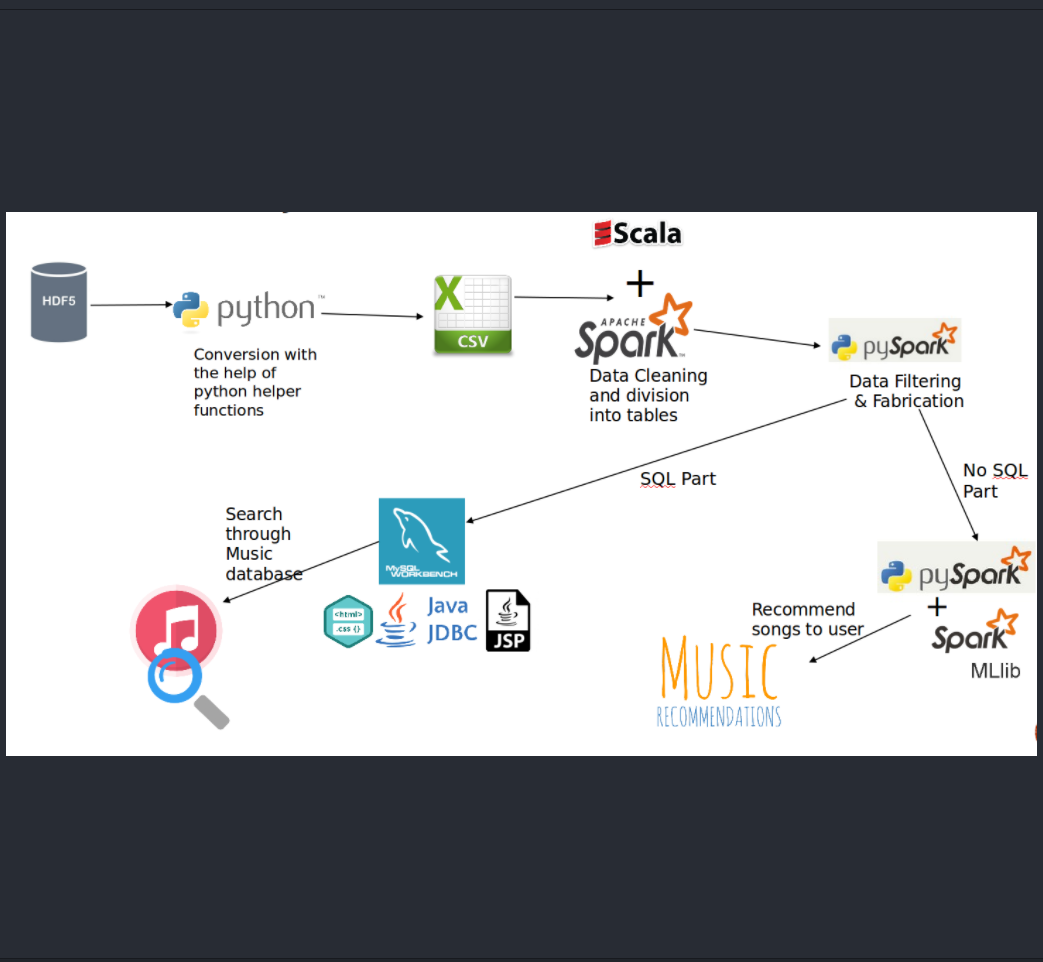 Scala
+
HDF5
python™
X
CSV
APACHE
Spark™
pySpark
Conversion with
the help of
python helper
functions
Data Cleaning
and division
into tables
Data Filtering
& Fabrication
SQL Part
No SQL
Part
Search
through
Music
database
MySQL
WORKBENCH
<html>
.css {}
Java
JDBC
JSP
pySpark
+
Spark
MLlib
Recommend
songs to user
MUSIC
RECOMMENDATIONS